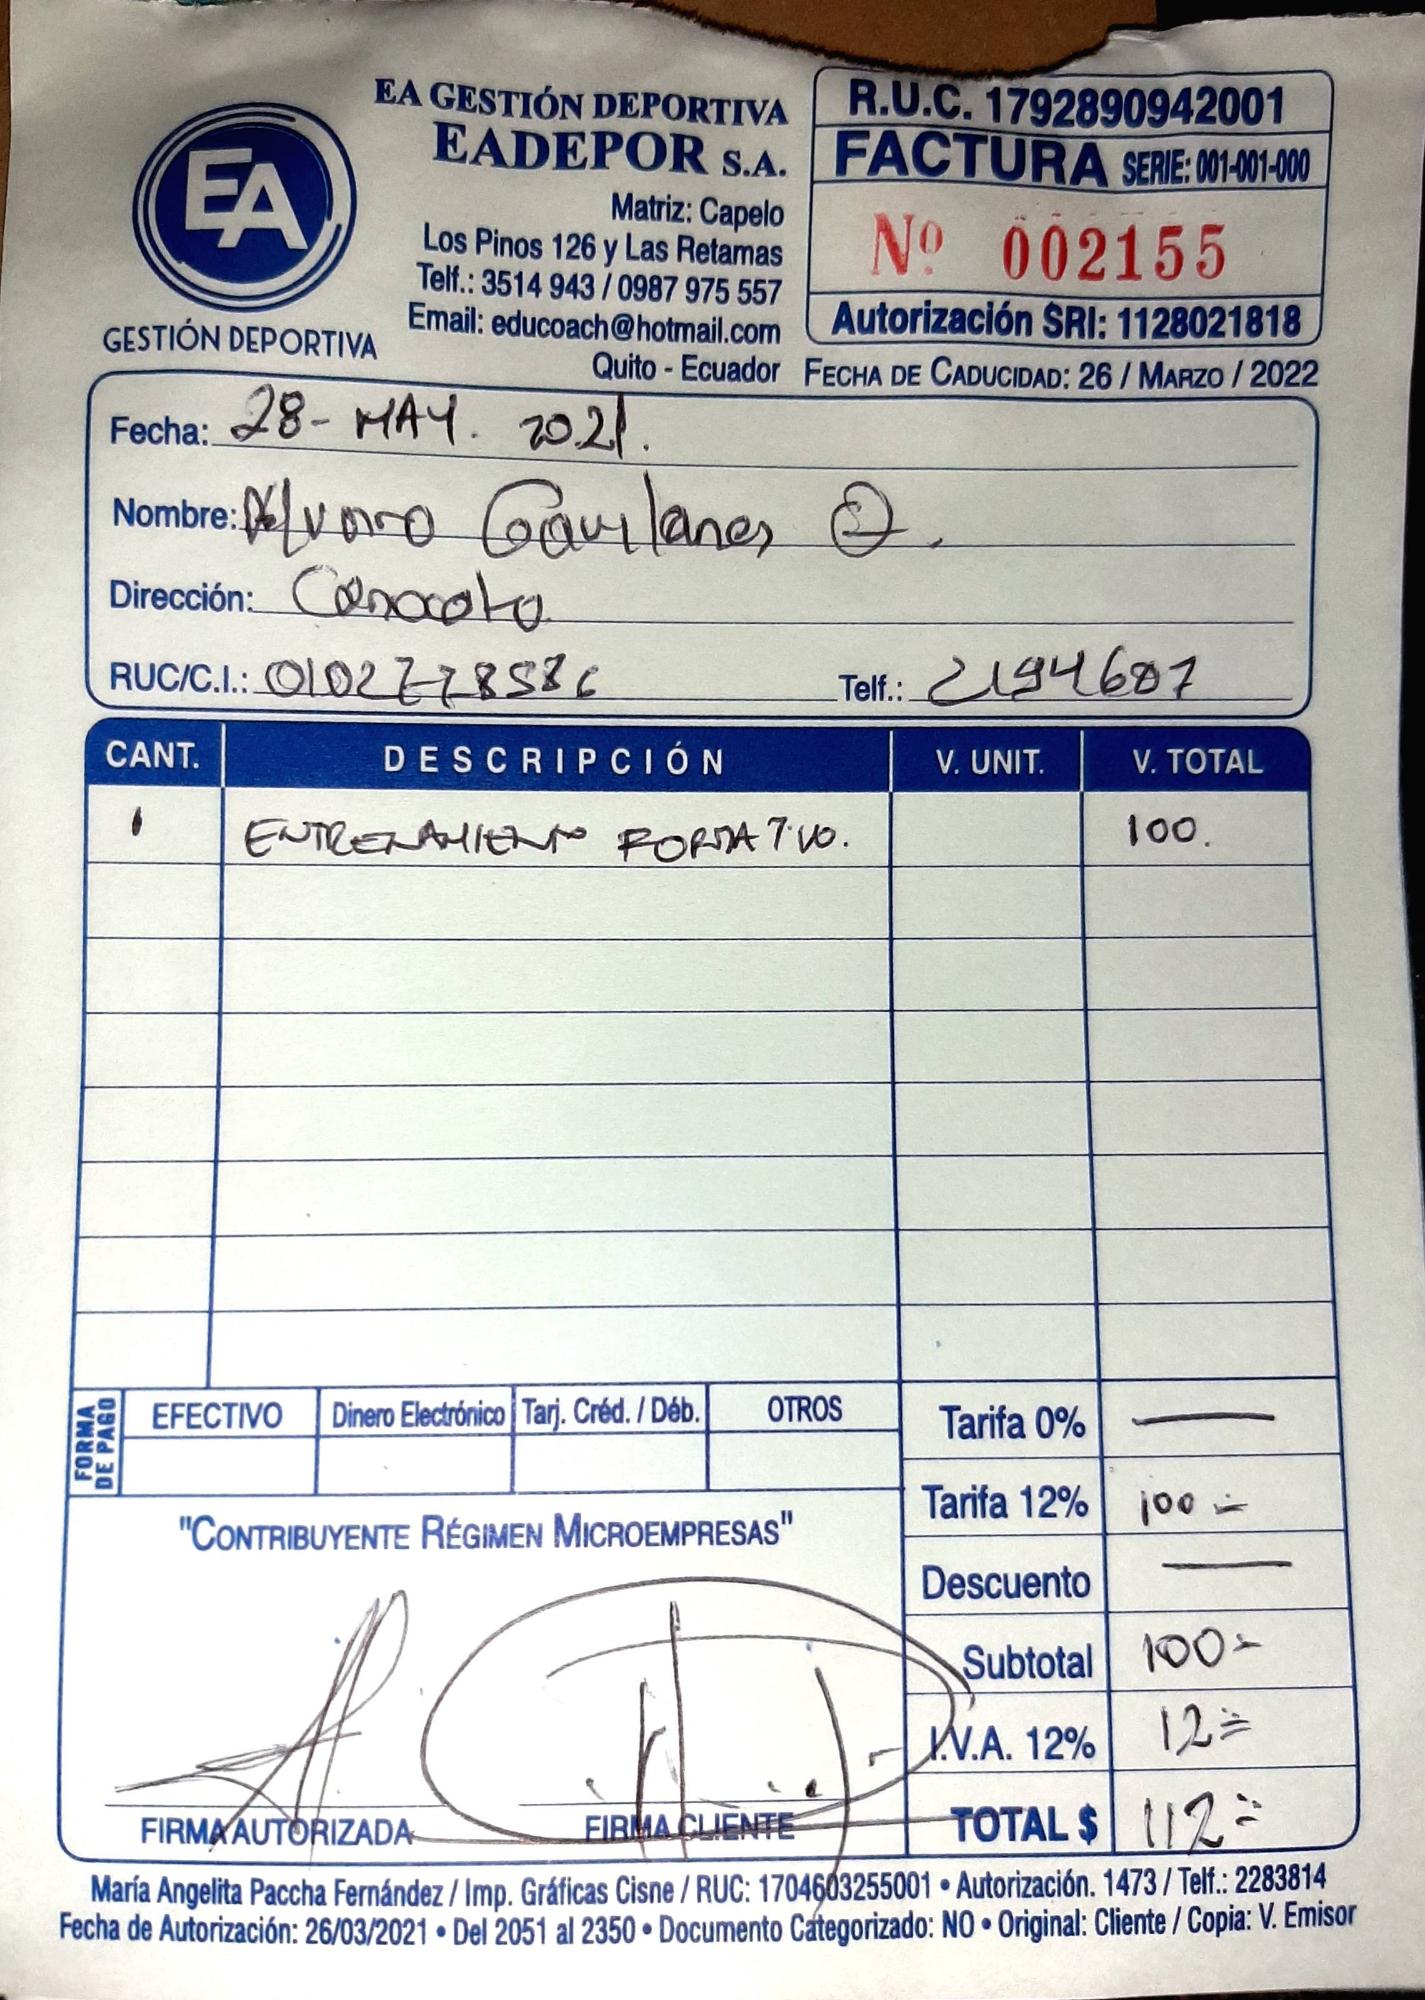 EA GESTIÓN DEPORTIVA
EADEPOR S.A.
Matriz: Capelo
Los Pinos 126 y Las Retamas
Telf.: 3514 943 / 0987 975 557
Email: educoach@hotmail.com
Quito - Ecuador
EA
GESTIÓN DEPORTIVA
R.U.C. 1792890942001
FACTURA SERIE: 001-001-000
Nº 002155
Autorización SRI: 1128021818
FECHA DE CADUCIDAD: 26 / MARZO / 2022
Fecha: 28- MAY. 2021.
Nombre: Alvaro Gavilanes
Dirección: Conocoto
RUC/C.I.: 0102778586 Telf.: 2194607
CANT. DESCRIPCIÓN V. UNIT. V. TOTAL
1 ENTRENAMIENTO FORMATIVO. 100.
FORMA DE PAGO
EFECTIVO Dinero Electrónico Tarj. Créd. / Déb. OTROS
Tarifa 0% —
Tarifa 12% 100
Descuento —
Subtotal 100
I.V.A. 12% 12
TOTAL $ 112
"CONTRIBUYENTE RÉGIMEN MICROEMPRESAS"
FIRMA AUTORIZADA FIRMA CLIENTE
María Angelita Paccha Fernández / Imp. Gráficas Cisne / RUC: 1704603255001 • Autorización. 1473 / Telf.: 2283814
Fecha de Autorización: 26/03/2021 • Del 2051 al 2350 • Documento Categorizado: NO • Original: Cliente / Copia: V. Emisor